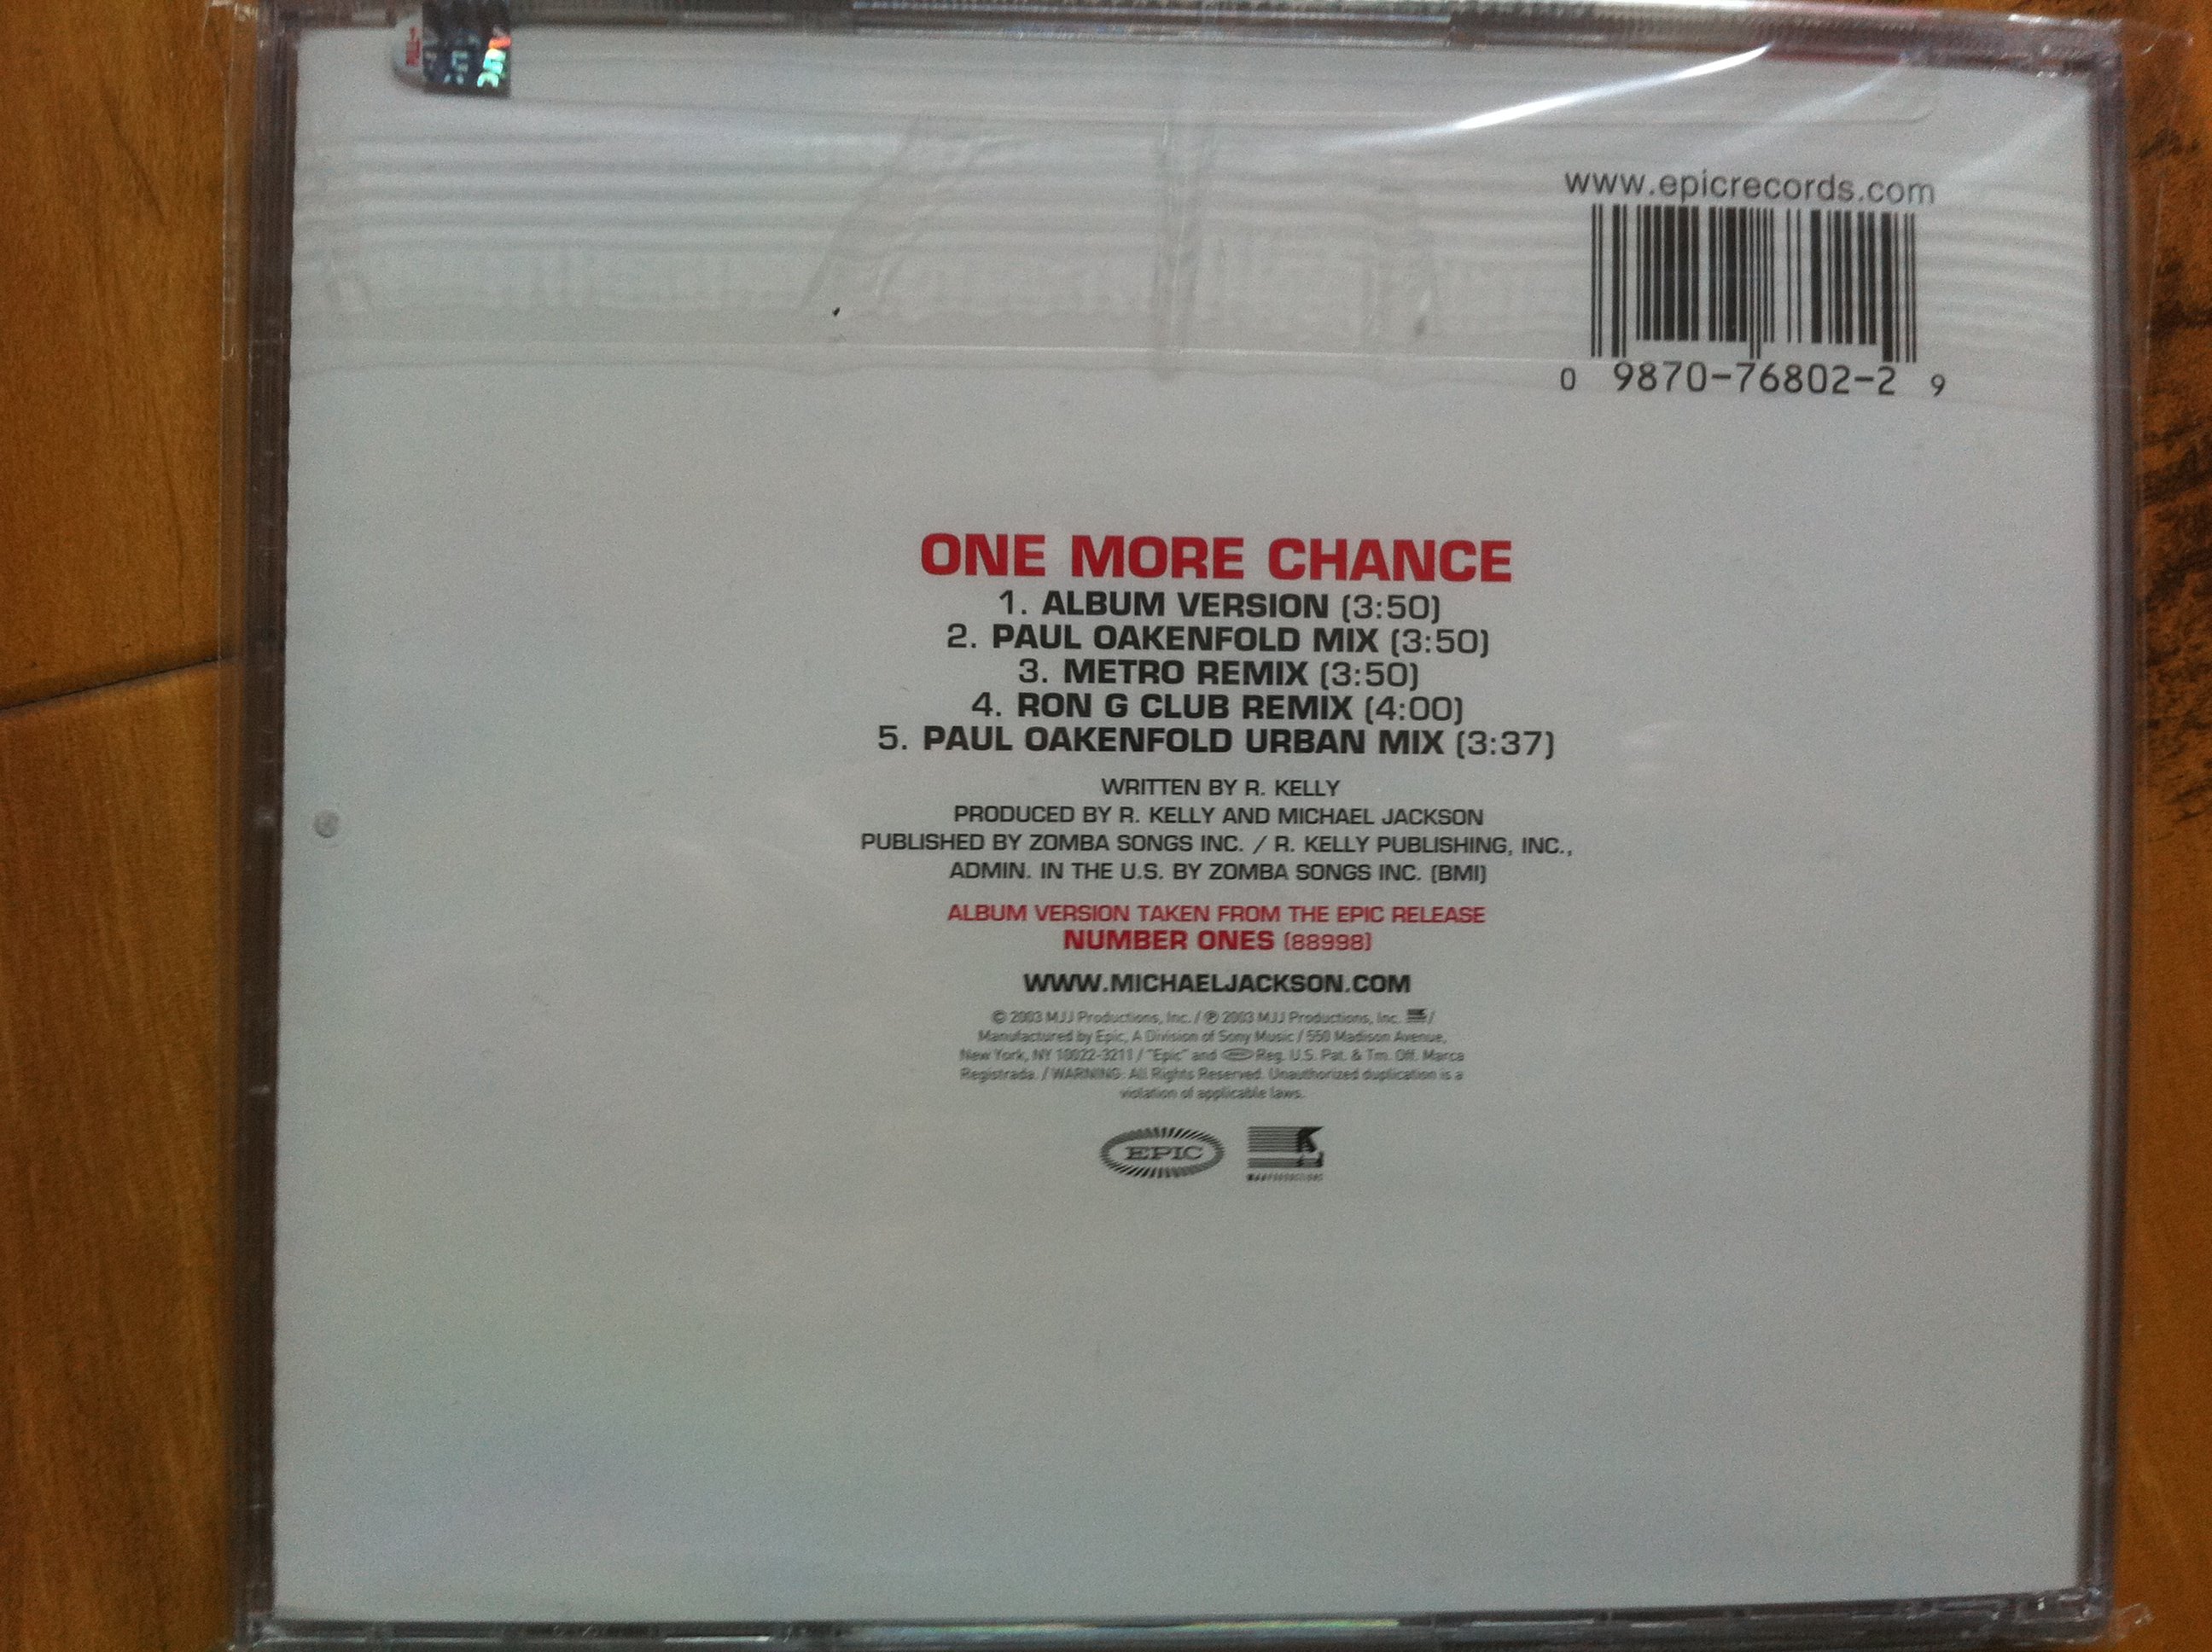 www.epicrecords.com
0 9870-76802-2 9
ONE MORE CHANCE
1. ALBUM VERSION (3:50)
2. PAUL OAKENFOLD MIX (3:50)
3. METRO REMIX (3:50)
4. RON G CLUB REMIX (4:00)
5. PAUL OAKENFOLD URBAN MIX (3:37)
WRITTEN BY R. KELLY
PRODUCED BY R. KELLY AND MICHAEL JACKSON
PUBLISHED BY ZOMBA SONGS INC. / R. KELLY PUBLISHING, INC.,
ADMIN. IN THE U.S. BY ZOMBA SONGS INC. (BMI)
ALBUM VERSION TAKEN FROM THE EPIC RELEASE
NUMBER ONES (88998)
WWW.MICHAELJACKSON.COM
© 2003 MJJ Productions, Inc. / ℗ 2003 MJJ Productions, Inc. /
Manufactured by Epic, A Division of Sony Music / 550 Madison Avenue,
New York, NY 10022-3211 / "Epic" and Reg. U.S. Pat. & Tm. Off. Marca
Registrada. / WARNING: All Rights Reserved. Unauthorized duplication is a
violation of applicable laws.
EPIC